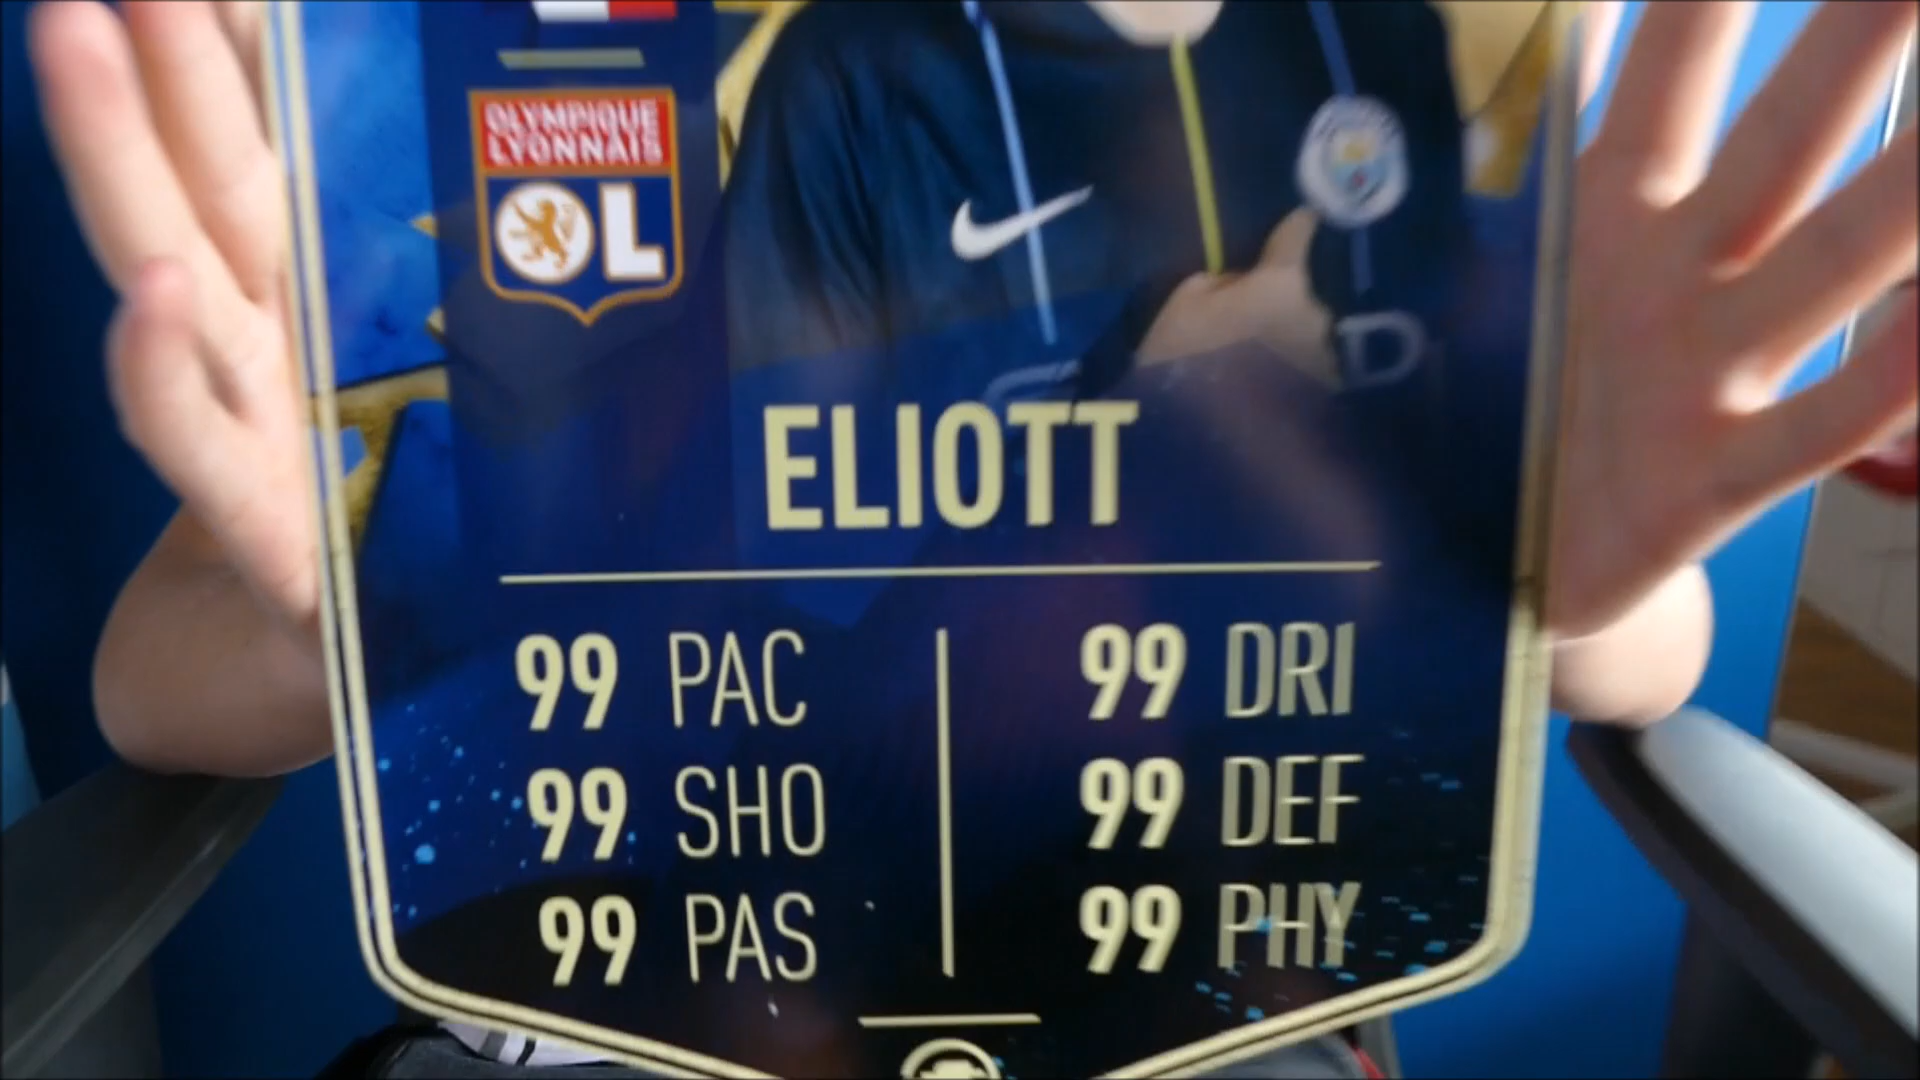 OLYMPIQUE
LYONNAIS
OL
ELIOTT
99 PAC
99 SHO
99 PAS
99 DRI
99 DEF
99 PHY